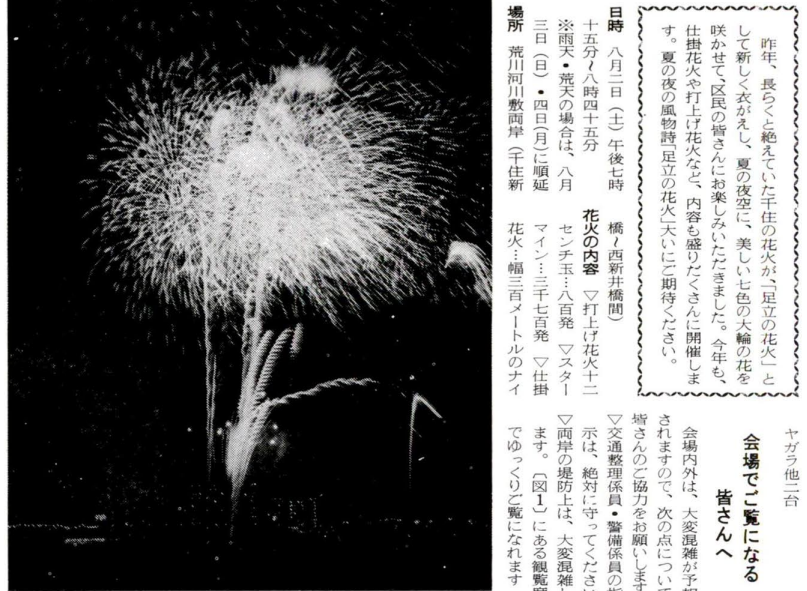 昨年、長らくと絶えていた千住の花火が、「足立の花火」と
して新しく衣がえし、夏の夜空に、美しい七色の大輪の花を
咲かせて、区民の皆さんにお楽しみいただきました。今年も、
仕掛花火や打上げ花火など、内容も盛りだくさんに開催しま
す。夏の夜の風物詩「足立の花火」大いにご期待ください。
日時 八月二日(土)午後七時
十五分〜八時四十五分
※雨天・荒天の場合は、八月
三日(日)・四日(月)に順延
場所 荒川河川敷両岸(千住新
橋〜西新井橋間)
花火の内容 ▽打上げ花火十二
センチ玉…八百発 ▽スター
マイン…三千七百発 ▽仕掛
花火…幅三百メートルのナイ
ヤガラ他二台
会場でご覧になる
皆さんへ
会場内外は、大変混雑が予想
されますので、次の点について
皆さんのご協力をお願いします
▽交通整理係員・警備係員の指
示は、絶対に守ってください
▽両岸の堤防上は、大変混雑し
ます。〔図1〕にある観覧席
でゆっくりご覧になれます